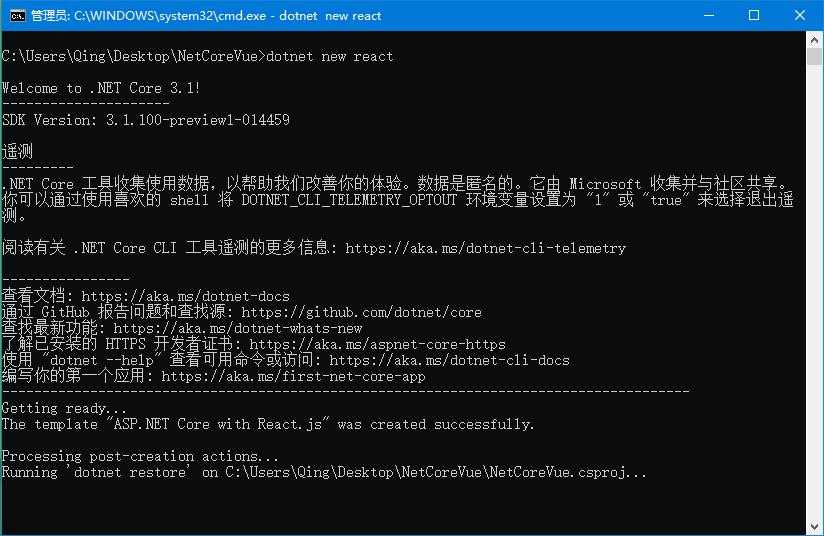 管理员: C:\WINDOWS\system32\cmd.exe - dotnet  new react
C:\Users\Qing\Desktop\NetCoreVue>dotnet new react
Welcome to .NET Core 3.1!
---------------------
SDK Version: 3.1.100-preview1-014459
遥测
---------
.NET Core 工具收集使用数据，以帮助我们改善你的体验。数据是匿名的。它由 Microsoft 收集并与社区共享。
你可以通过使用喜欢的 shell 将 DOTNET_CLI_TELEMETRY_OPTOUT 环境变量设置为 "1" 或 "true" 来选择退出遥
测。
阅读有关 .NET Core CLI 工具遥测的更多信息: https://aka.ms/dotnet-cli-telemetry
----------------
查看文档: https://aka.ms/dotnet-docs
通过 GitHub 报告问题和查找源: https://github.com/dotnet/core
查找最新功能: https://aka.ms/dotnet-whats-new
了解已安装的 HTTPS 开发者证书: https://aka.ms/aspnet-core-https
使用 "dotnet --help" 查看可用命令或访问: https://aka.ms/dotnet-cli-docs
编写你的第一个应用: https://aka.ms/first-net-core-app
--------------------------------------------------------------------------------------
Getting ready...
The template "ASP.NET Core with React.js" was created successfully.
Processing post-creation actions...
Running 'dotnet restore' on C:\Users\Qing\Desktop\NetCoreVue\NetCoreVue.csproj...